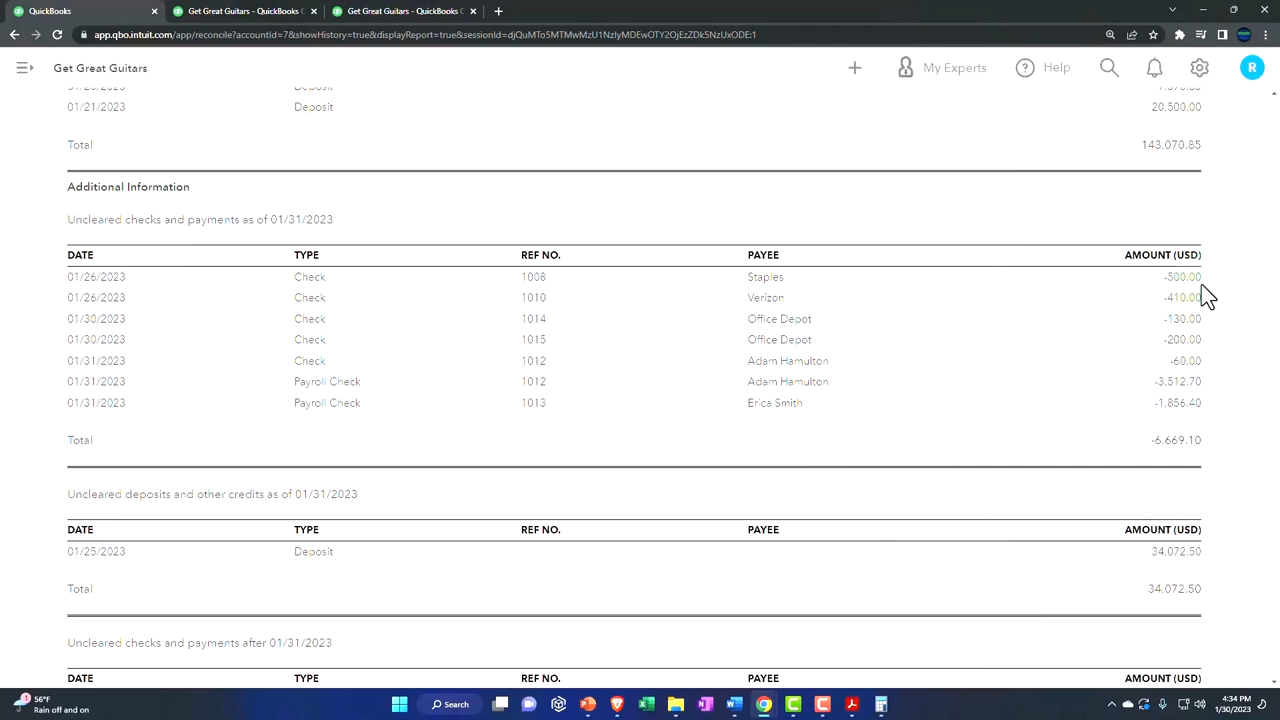 QuickBooks
Get Great Guitars - QuickBooks C
Get Great Guitars - QuickBooks C
app.qbo.intuit.com/app/reconcile?accountId=7&showHistory=true&displayReport=true&sessionId=djQuMTo5MTMwMzU1NzIyMDEwOTY2OjEzZDk5NzUxODE:1
Get Great Guitars
My Experts
Help
R
Deposit
01/21/2023 Deposit 20,500.00
Total 143,070.85
Additional Information
Uncleared checks and payments as of 01/31/2023
DATE TYPE REF NO. PAYEE AMOUNT (USD)
01/26/2023 Check 1008 Staples -500.00
01/26/2023 Check 1010 Verizon -410.00
01/30/2023 Check 1014 Office Depot -130.00
01/30/2023 Check 1015 Office Depot -200.00
01/31/2023 Check 1012 Adam Hamulton -60.00
01/31/2023 Payroll Check 1012 Adam Hamulton -3,512.70
01/31/2023 Payroll Check 1013 Erica Smith -1,856.40
Total -6,669.10
Uncleared deposits and other credits as of 01/31/2023
DATE TYPE REF NO. PAYEE AMOUNT (USD)
01/25/2023 Deposit 34,072.50
Total 34,072.50
Uncleared checks and payments after 01/31/2023
DATE TYPE REF NO. PAYEE AMOUNT (USD)
1
56°F
Rain off and on
Search
4:34 PM
1/30/2023